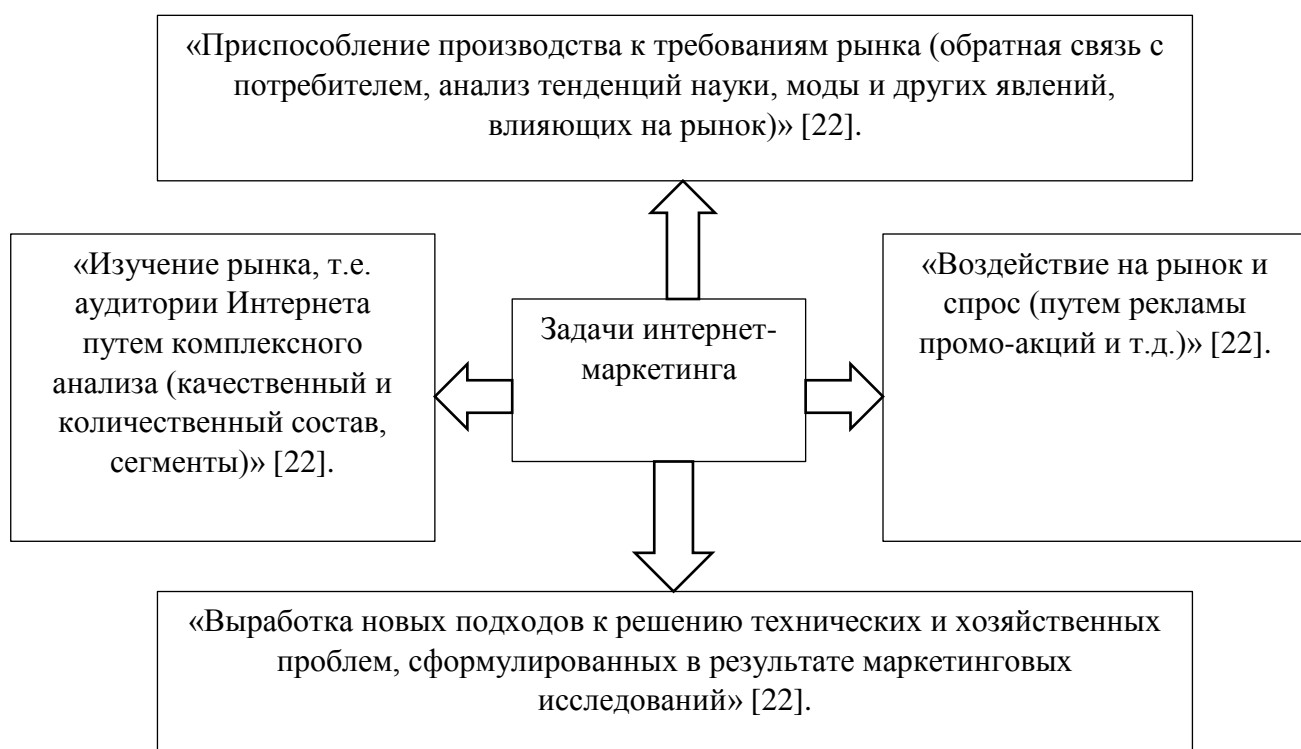 «Приспособление производства к требованиям рынка (обратная связь с
потребителем, анализ тенденций науки, моды и других явлений,
влияющих на рынок)» [22].
«Изучение рынка, т.е.
аудитории Интернета
путем комплексного
анализа (качественный и
количественный состав,
сегменты)» [22].
Задачи интернет-
маркетинга
«Воздействие на рынок и
спрос (путем рекламы
промо-акций и т.д.)» [22].
«Выработка новых подходов к решению технических и хозяйственных
проблем, сформулированных в результате маркетинговых
исследований» [22].